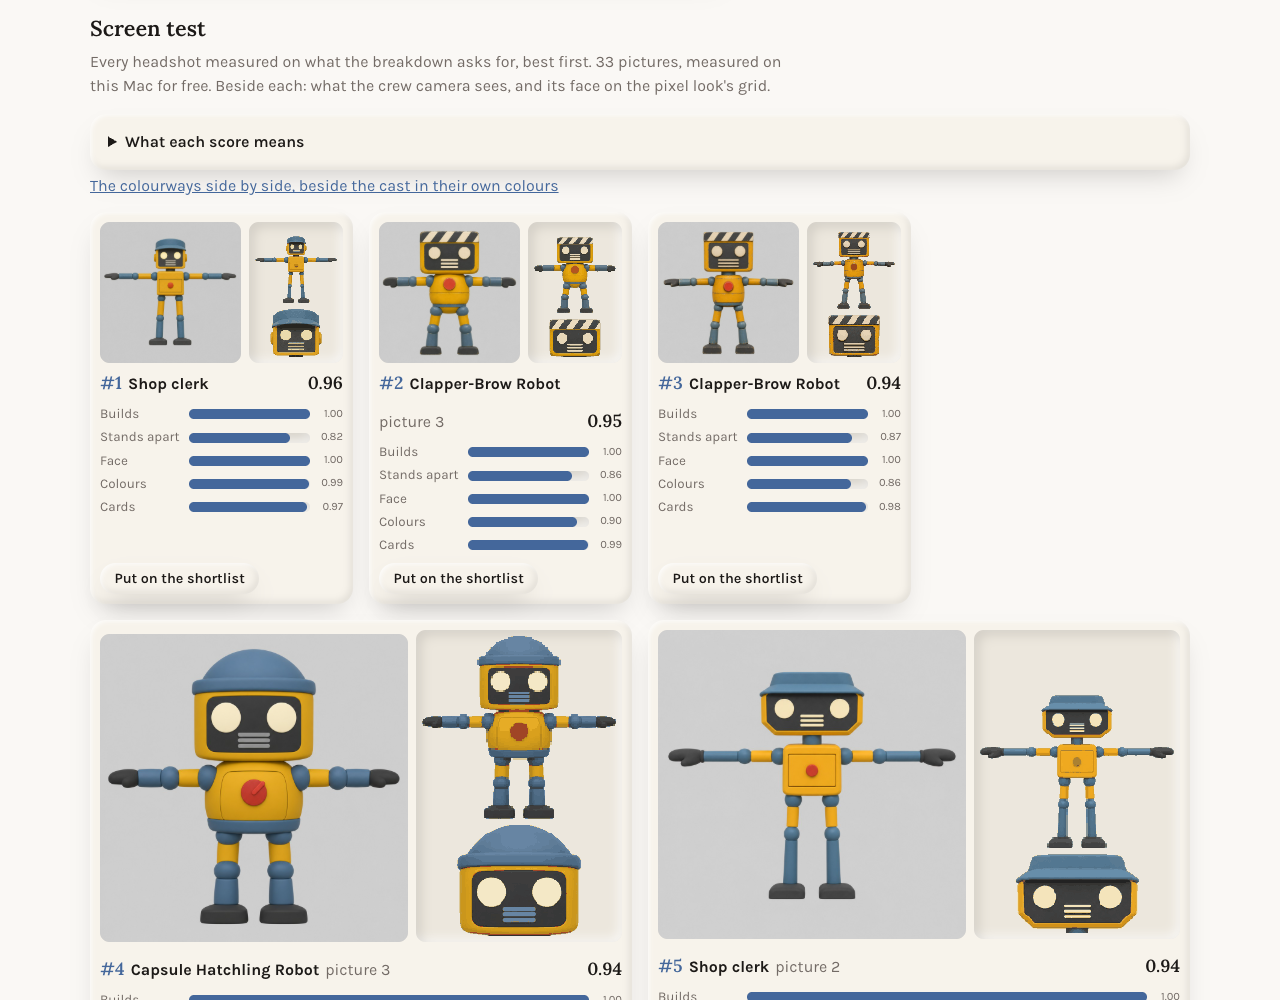 Screen test
Every headshot measured on what the breakdown asks for, best first. 33 pictures, measured on
this Mac for free. Beside each: what the crew camera sees, and its face on the pixel look's grid.
What each score means
The colourways side by side, beside the cast in their own colours
#1 Shop clerk 0.96
Builds 1.00
Stands apart 0.82
Face 1.00
Colours 0.99
Cards 0.97
Put on the shortlist
#2 Clapper-Brow Robot
picture 3 0.95
Builds 1.00
Stands apart 0.86
Face 1.00
Colours 0.90
Cards 0.99
Put on the shortlist
#3 Clapper-Brow Robot 0.94
Builds 1.00
Stands apart 0.87
Face 1.00
Colours 0.86
Cards 0.98
Put on the shortlist
#4 Capsule Hatchling Robot picture 3 0.94
Builds 1.00
#5 Shop clerk picture 2 0.94
Builds 1.00